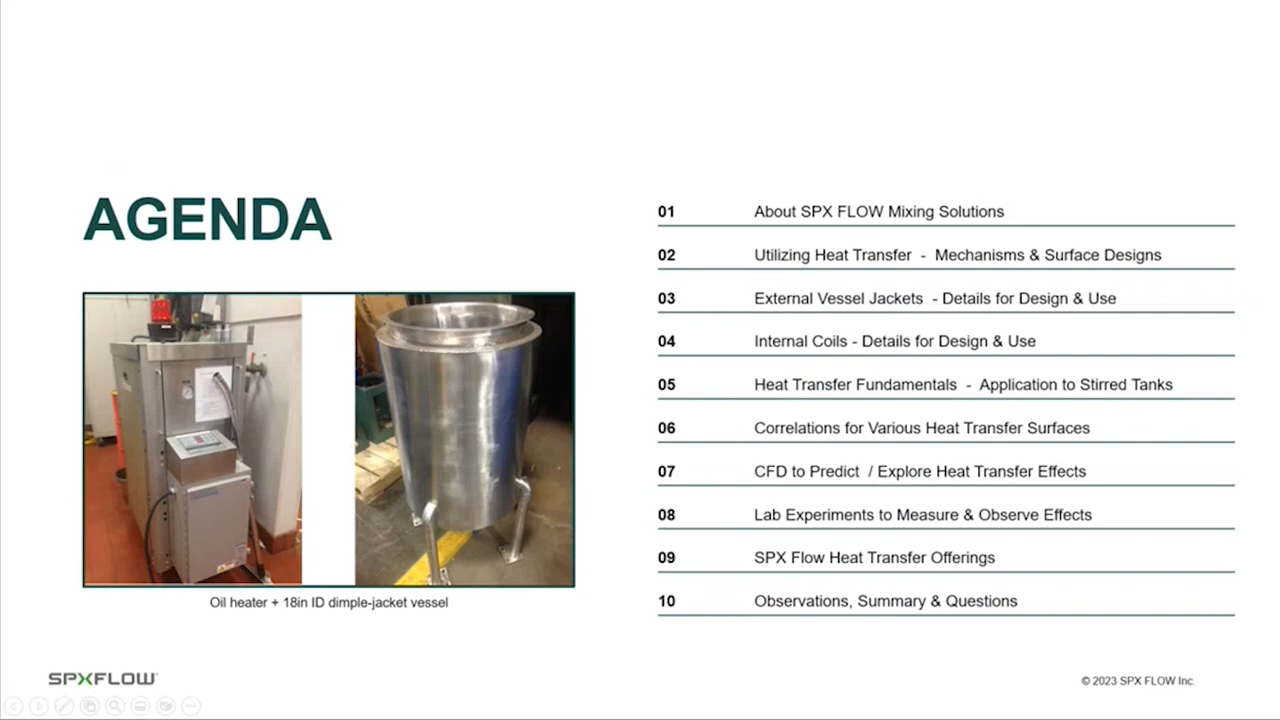 AGENDA
Oil heater + 18in ID dimple-jacket vessel
01 About SPX FLOW Mixing Solutions
02 Utilizing Heat Transfer - Mechanisms & Surface Designs
03 External Vessel Jackets - Details for Design & Use
04 Internal Coils - Details for Design & Use
05 Heat Transfer Fundamentals - Application to Stirred Tanks
06 Correlations for Various Heat Transfer Surfaces
07 CFD to Predict / Explore Heat Transfer Effects
08 Lab Experiments to Measure & Observe Effects
09 SPX Flow Heat Transfer Offerings
10 Observations, Summary & Questions
SPXFLOW
© 2023 SPX FLOW Inc.